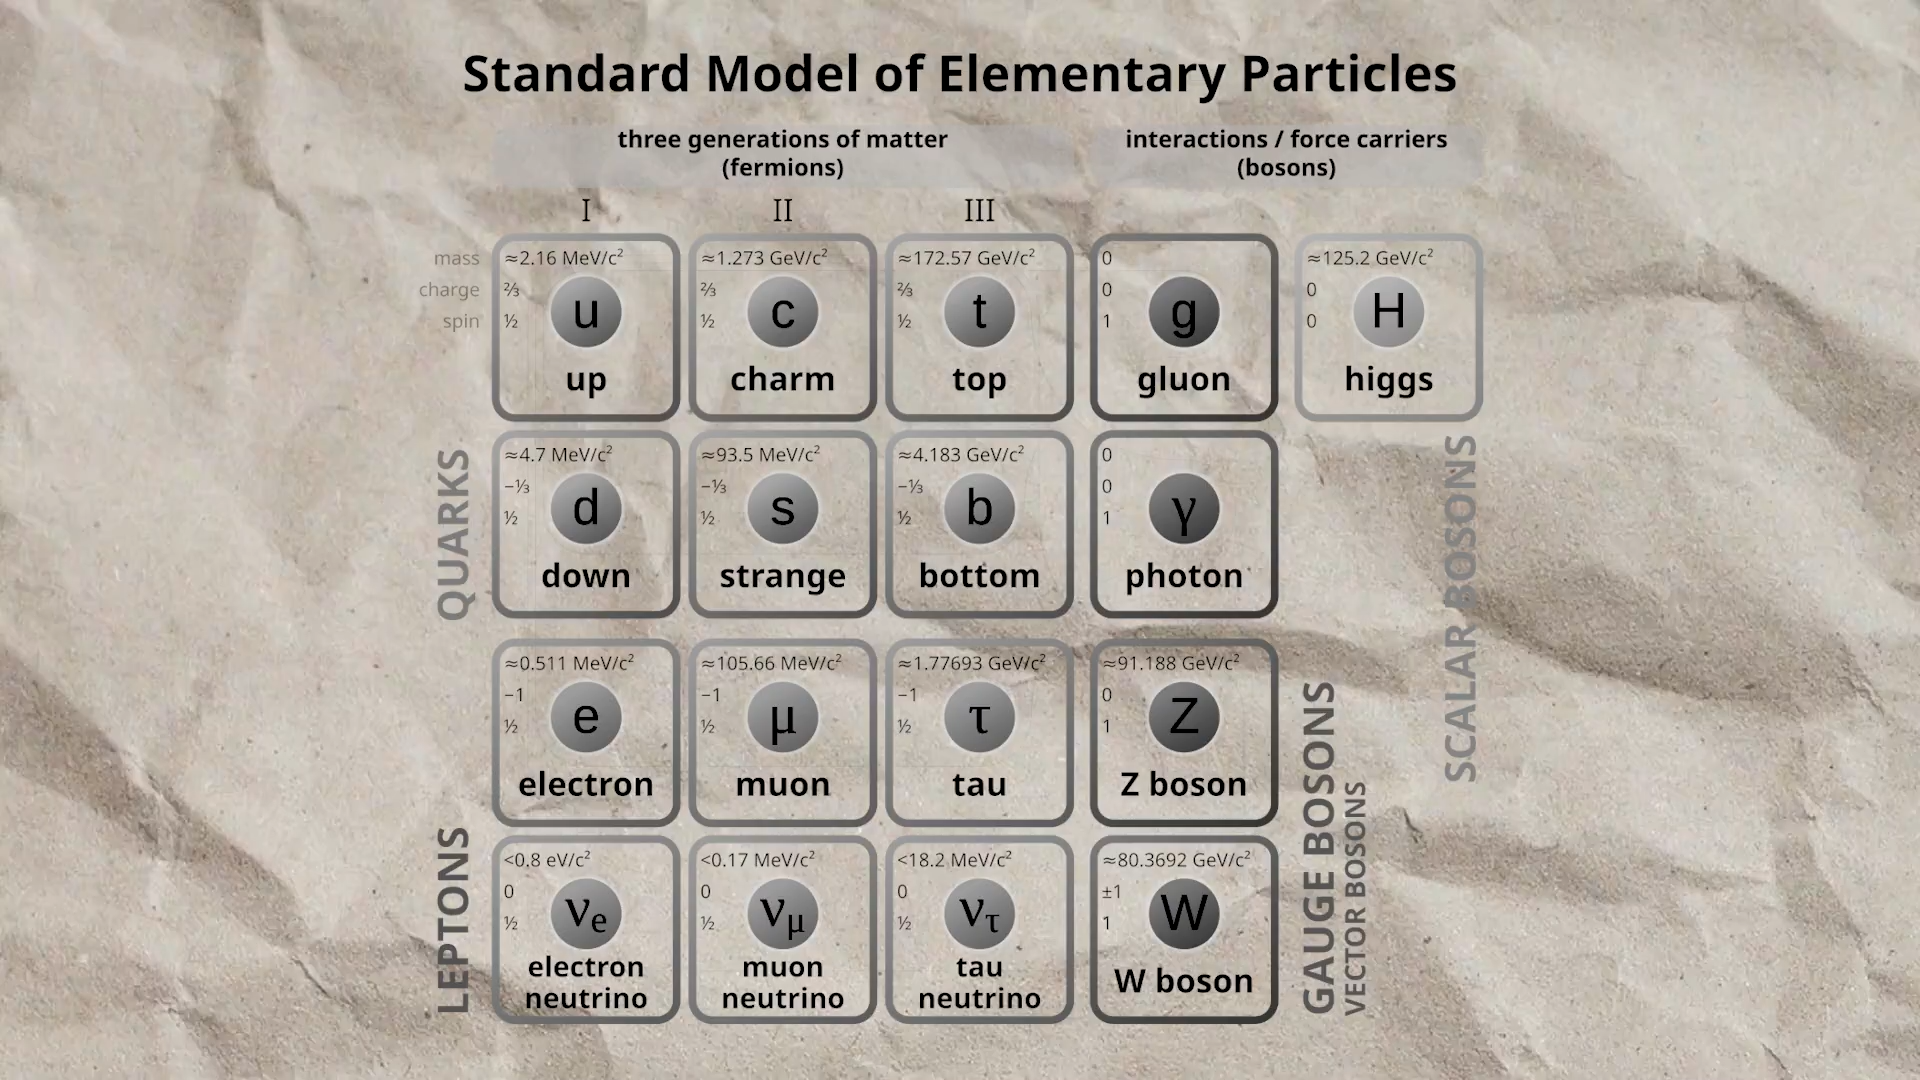 Standard Model of Elementary Particles
three generations of matter
(fermions)
interactions / force carriers
(bosons)
I
II
III
mass
charge
spin
≈2.16 MeV/c²
⅔
½
u
up
≈1.273 GeV/c²
⅔
½
c
charm
≈172.57 GeV/c²
⅔
½
t
top
0
0
1
g
gluon
≈125.2 GeV/c²
0
0
H
higgs
QUARKS
≈4.7 MeV/c²
−⅓
½
d
down
≈93.5 MeV/c²
−⅓
½
s
strange
≈4.183 GeV/c²
−⅓
½
b
bottom
0
0
1
γ
photon
SCALAR BOSONS
≈0.511 MeV/c²
−1
½
e
electron
≈105.66 MeV/c²
−1
½
μ
muon
≈1.77693 GeV/c²
−1
½
τ
tau
≈91.188 GeV/c²
0
1
Z
Z boson
LEPTONS
<0.8 eV/c²
0
½
νe
electron
neutrino
<0.17 MeV/c²
0
½
νμ
muon
neutrino
<18.2 MeV/c²
0
½
ντ
tau
neutrino
≈80.3692 GeV/c²
±1
1
W
W boson
GAUGE BOSONS
VECTOR BOSONS